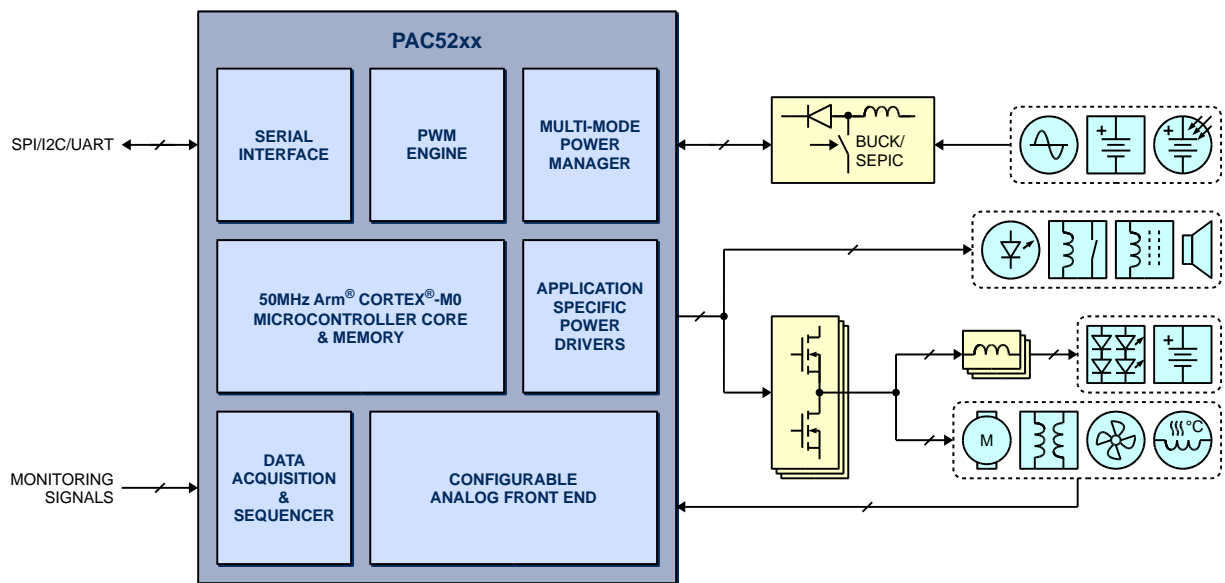 PAC52xx
SERIAL
INTERFACE
PWM
ENGINE
MULTI-MODE
POWER
MANAGER
SPI/I2C/UART
BUCK/
SEPIC
+
+
50MHz Arm® CORTEX®-M0
MICROCONTROLLER CORE
& MEMORY
APPLICATION
SPECIFIC
POWER
DRIVERS
+
M
°C
DATA
ACQUISITION
&
SEQUENCER
CONFIGURABLE
ANALOG FRONT END
MONITORING
SIGNALS